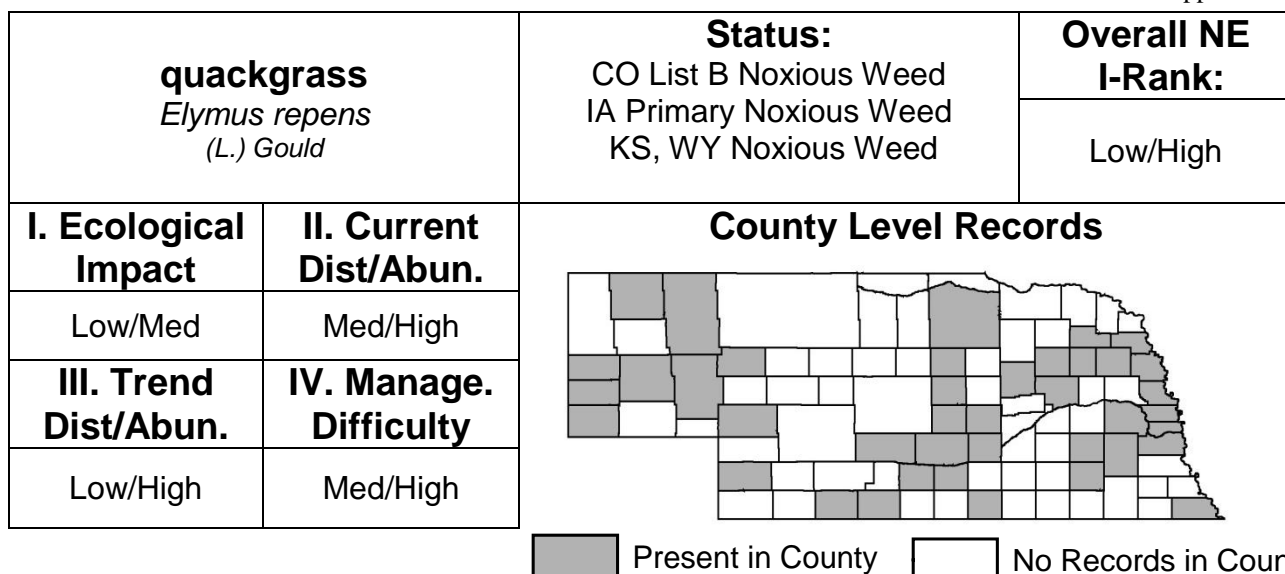 quackgrass
Elymus repens
(L.) Gould
Status:
CO List B Noxious Weed
IA Primary Noxious Weed
KS, WY Noxious Weed
Overall NE
I-Rank:
Low/High
I. Ecological
Impact
II. Current
Dist/Abun.
Low/Med
Med/High
III. Trend
Dist/Abun.
IV. Manage.
Difficulty
Low/High
Med/High
County Level Records
Present in County
No Records in Coun